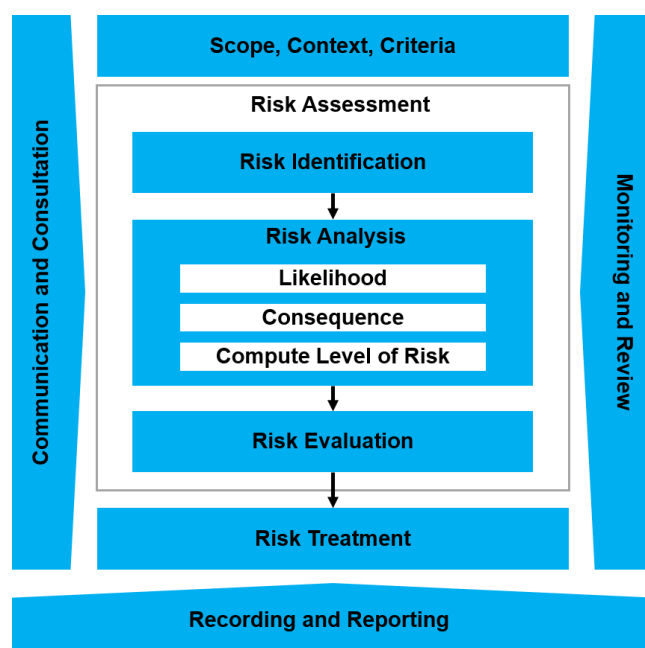 Scope, Context, Criteria
Risk Assessment
Risk Identification
Risk Analysis
Likelihood
Consequence
Compute Level of Risk
Risk Evaluation
Risk Treatment
Communication and Consultation
Monitoring and Review
Recording and Reporting